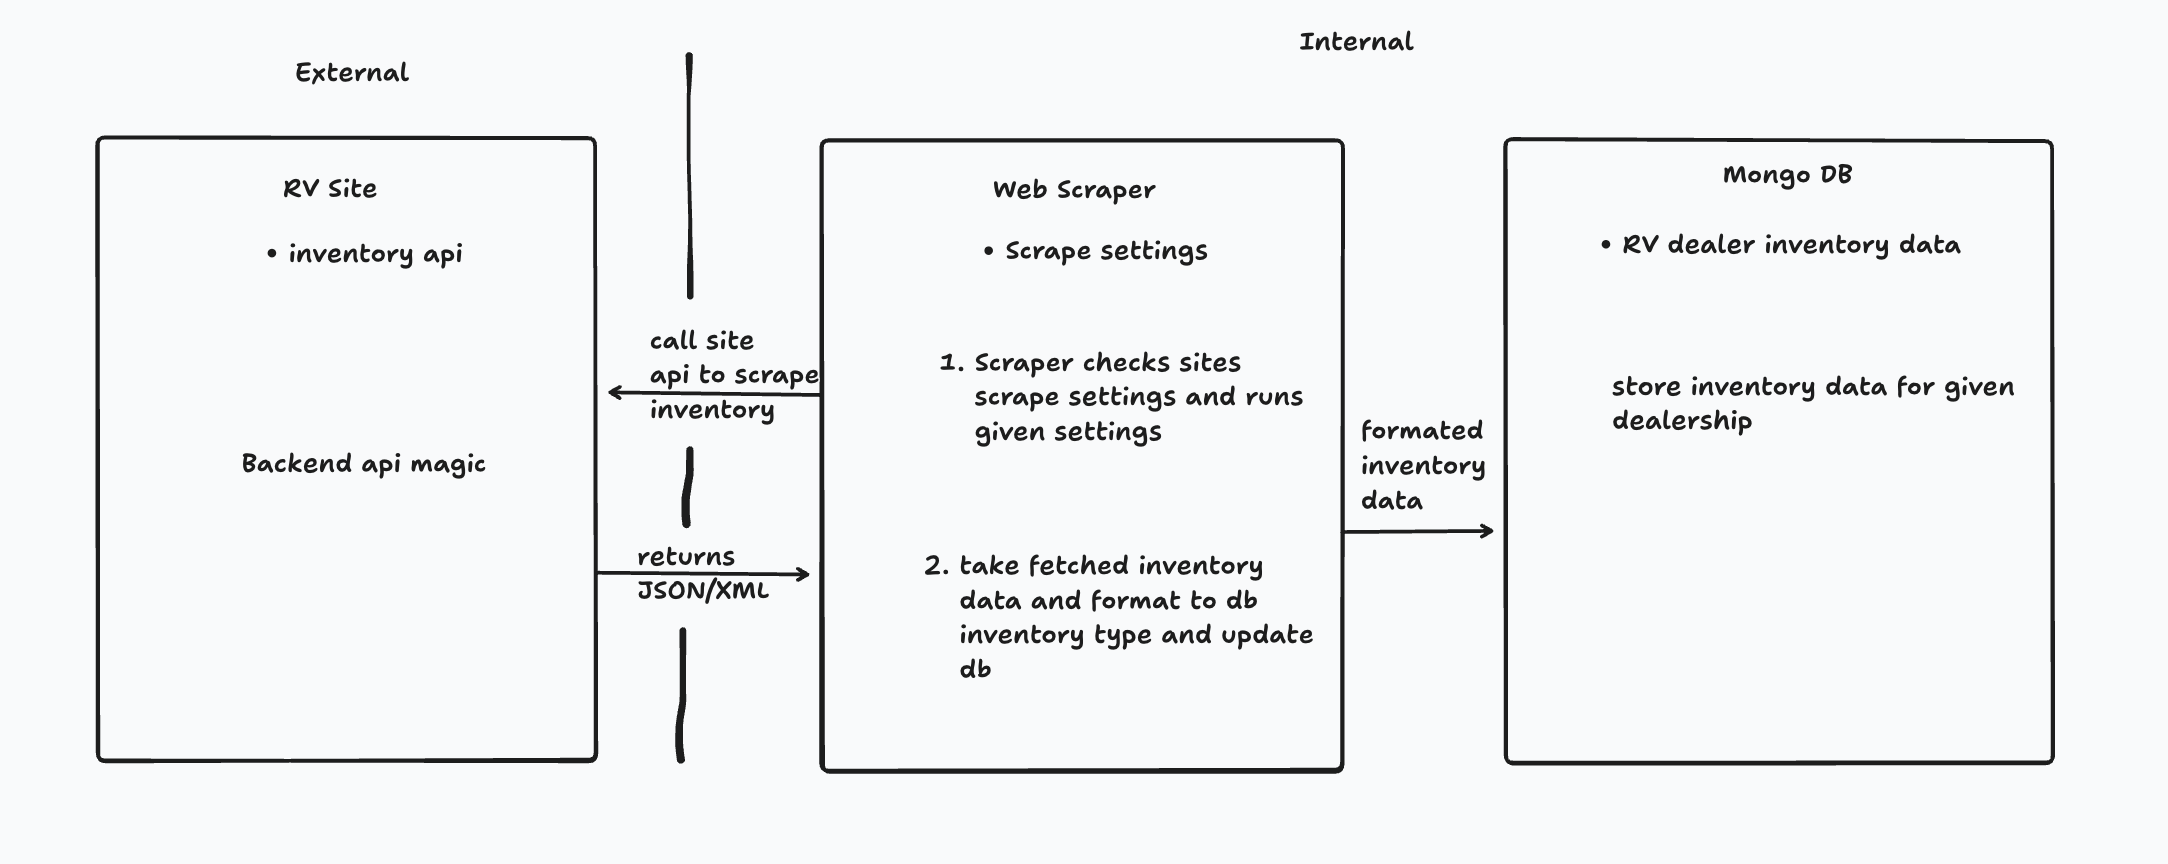 External
Internal
RV Site
• inventory api
Backend api magic
call site
api to scrape
inventory
returns
JSON/XML
Web Scraper
• Scrape settings
1. Scraper checks sites
scrape settings and runs
given settings
2. take fetched inventory
data and format to db
inventory type and update
db
formated
inventory
data
Mongo DB
• RV dealer inventory data
store inventory data for given
dealership